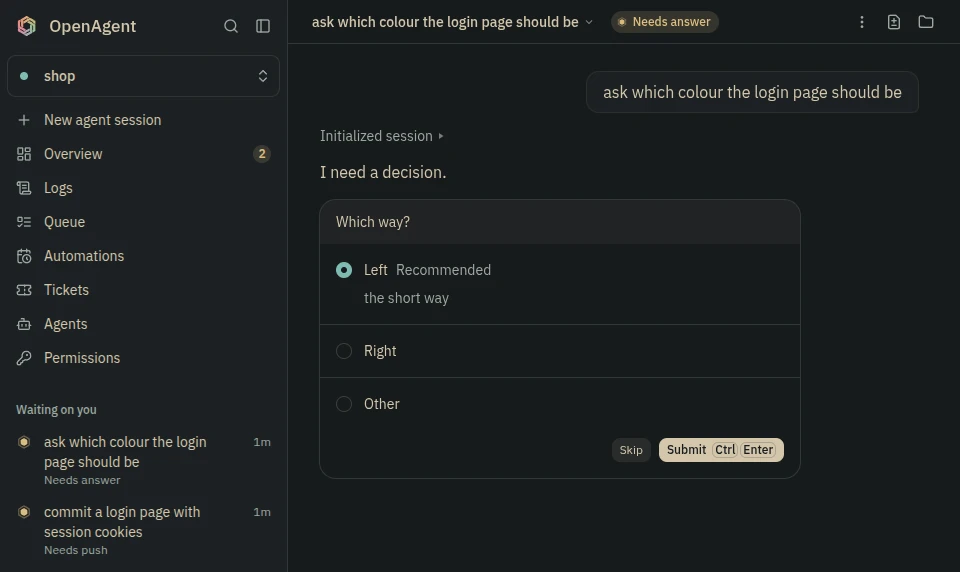 OpenAgent
shop
New agent session
Overview 2
Logs
Queue
Automations
Tickets
Agents
Permissions
Waiting on you
ask which colour the login page should be 1m
Needs answer
commit a login page with session cookies 1m
Needs push
ask which colour the login page should be Needs answer
ask which colour the login page should be
Initialized session
I need a decision.
Which way?
Left Recommended
the short way
Right
Other
Skip Submit Ctrl Enter